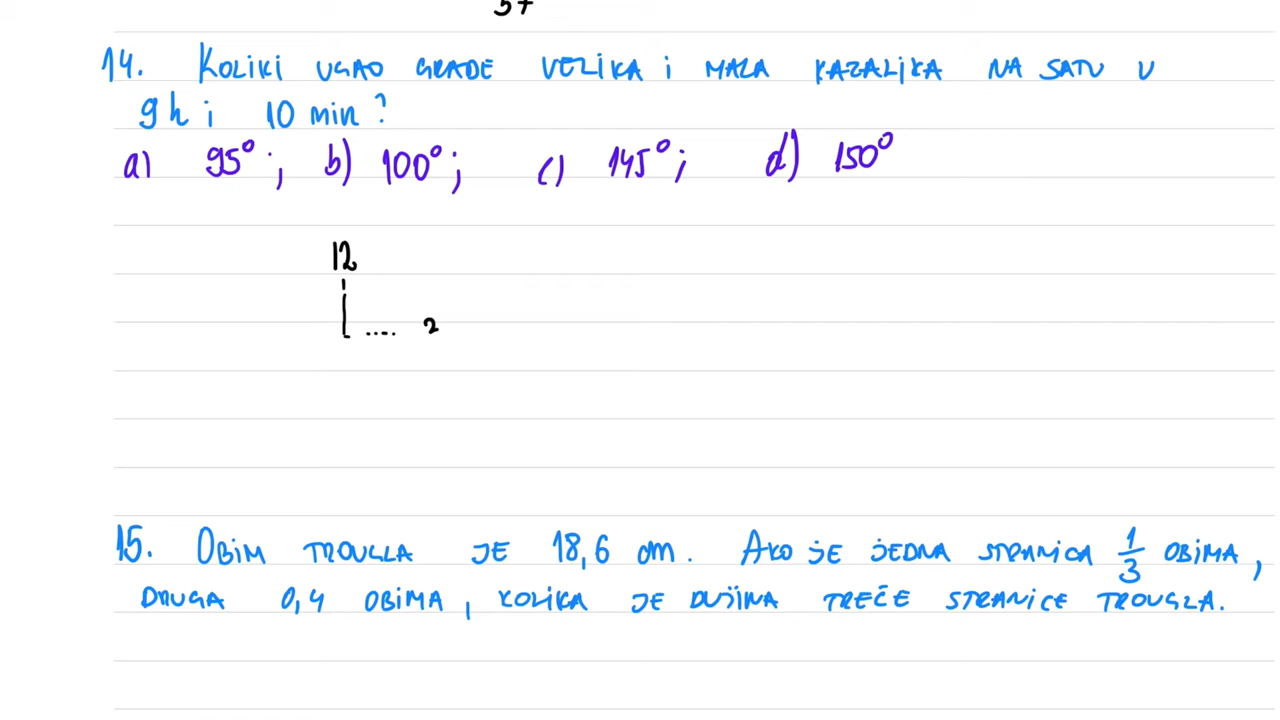 14. KOLIKI UGAO GRADE VELIKA i MALA KAZALJKA NA SATU U
9h i 10 min?
a) 95°; b) 100°; c) 145°; d) 150°
12
.... 2
15. OBIM TROUGLA JE 18,6 cm. AKO JE JEDNA STRANICA 1/3 OBIMA,
DRUGA 0,4 OBIMA, KOLIKA JE DUŽINA TREĆE STRANICE TROUGLA.